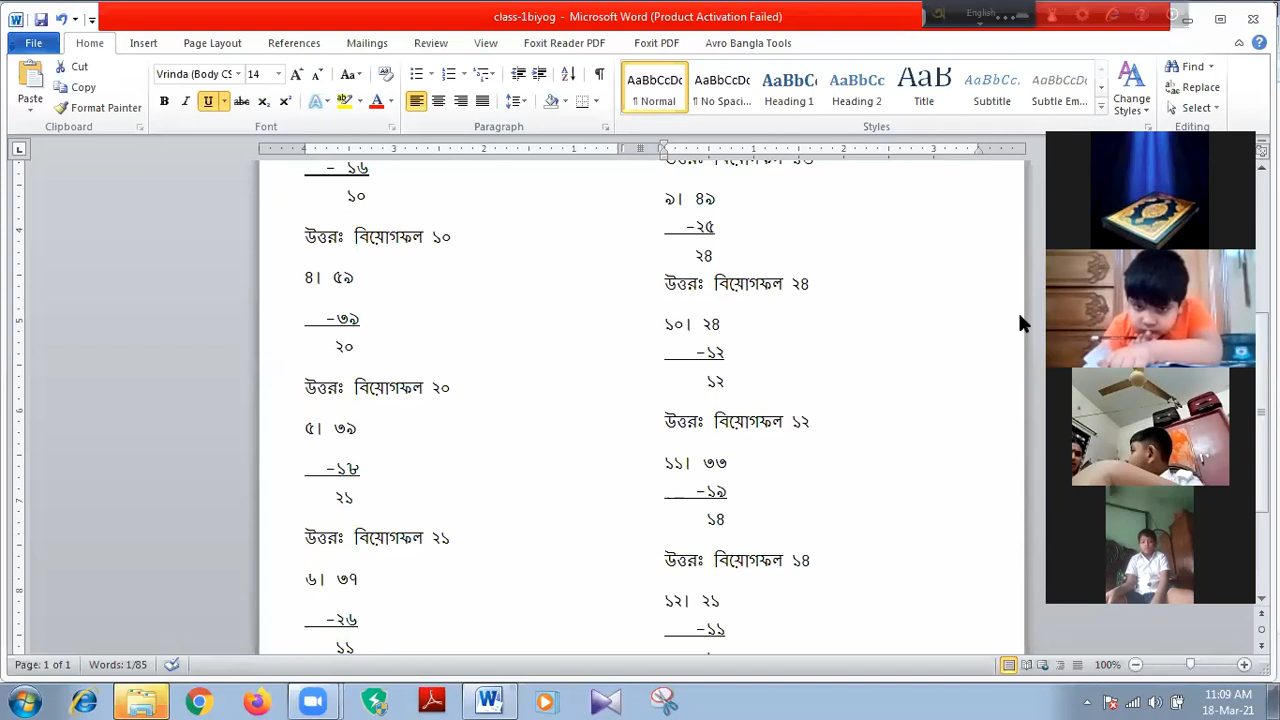 class-1biyog - Microsoft Word (Product Activation Failed)
English
File Home Insert Page Layout References Mailings Review View Foxit Reader PDF Foxit PDF Avro Bangla Tools
Cut
Copy
Format Painter
Paste
Clipboard
Vrinda (Body CS 14
Font
Paragraph
AaBbCcDc AaBbCcDc AaBbC AaBbCc AaB AaBbCc. AaBbCcDc
¶ Normal ¶ No Spaci... Heading 1 Heading 2 Title Subtitle Subtle Em...
Change Styles
Styles
Find
Replace
Select
Editing
- ১৬
১০
উত্তরঃ বিয়োগফল ১০
৪। ৫৯
-৩৯
২০
উত্তরঃ বিয়োগফল ২০
৫। ৩৯
-১৮
২১
উত্তরঃ বিয়োগফল ২১
৬। ৩৭
-২৬
১১
৯। ৪৯
-২৫
২৪
উত্তরঃ বিয়োগফল ২৪
১০। ২৪
-১২
১২
উত্তরঃ বিয়োগফল ১২
১১। ৩৩
-১৯
১৪
উত্তরঃ বিয়োগফল ১৪
১২। ২১
-১১
Page: 1 of 1 Words: 1/85 100%
11:09 AM
18-Mar-21